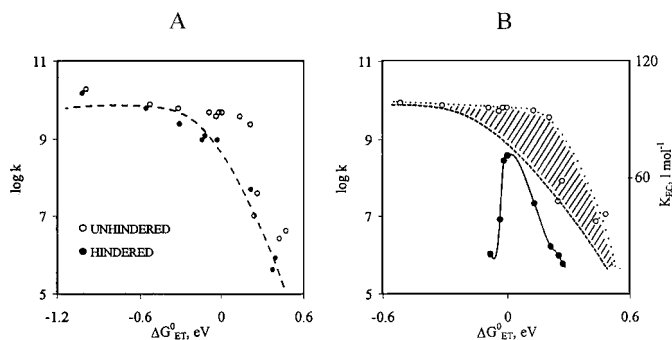 A
B
11
9
7
5
log k
○ UNHINDERED
● HINDERED
-1.2
-0.6
0
0.6
ΔG⁰ET, eV
11
9
7
5
log k
120
60
KEC, l mol⁻¹
-0.6
0
0.6
ΔG⁰ET, eV